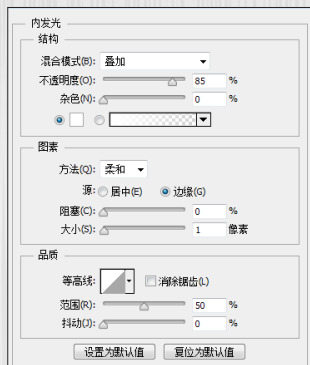 内发光
结构
混合模式(B): 叠加
不透明度(O): 85 %
杂色(N): 0 %
图素
方法(Q): 柔和
源: 居中(E) 边缘(G)
阻塞(C): 0 %
大小(S): 1 像素
品质
等高线: 消除锯齿(L)
范围(R): 50 %
抖动(J): 0 %
设置为默认值 复位为默认值